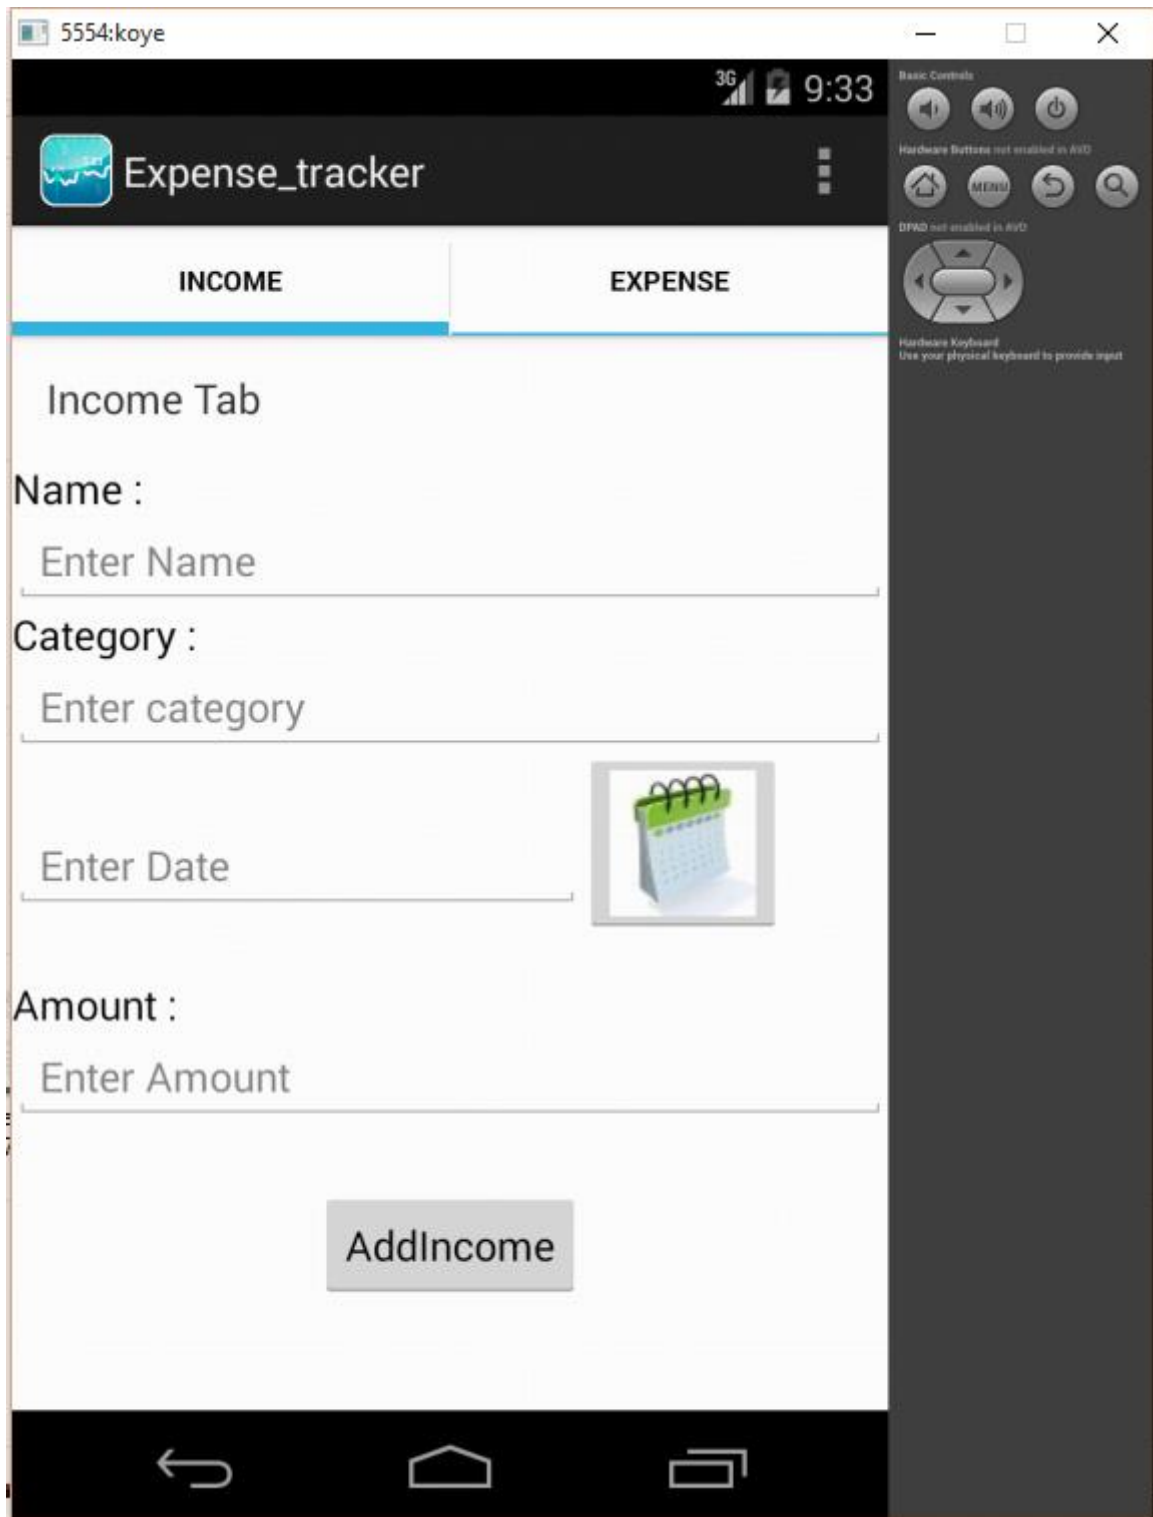 5554:koye
3G 9:33
Expense_tracker
INCOME EXPENSE
Income Tab
Name :
Enter Name
Category :
Enter category
Enter Date
Amount :
Enter Amount
AddIncome
Basic Controls
Hardware Buttons not enabled in AVD
MENU
DPAD not enabled in AVD
Hardware Keyboard
Use your physical keyboard to provide input